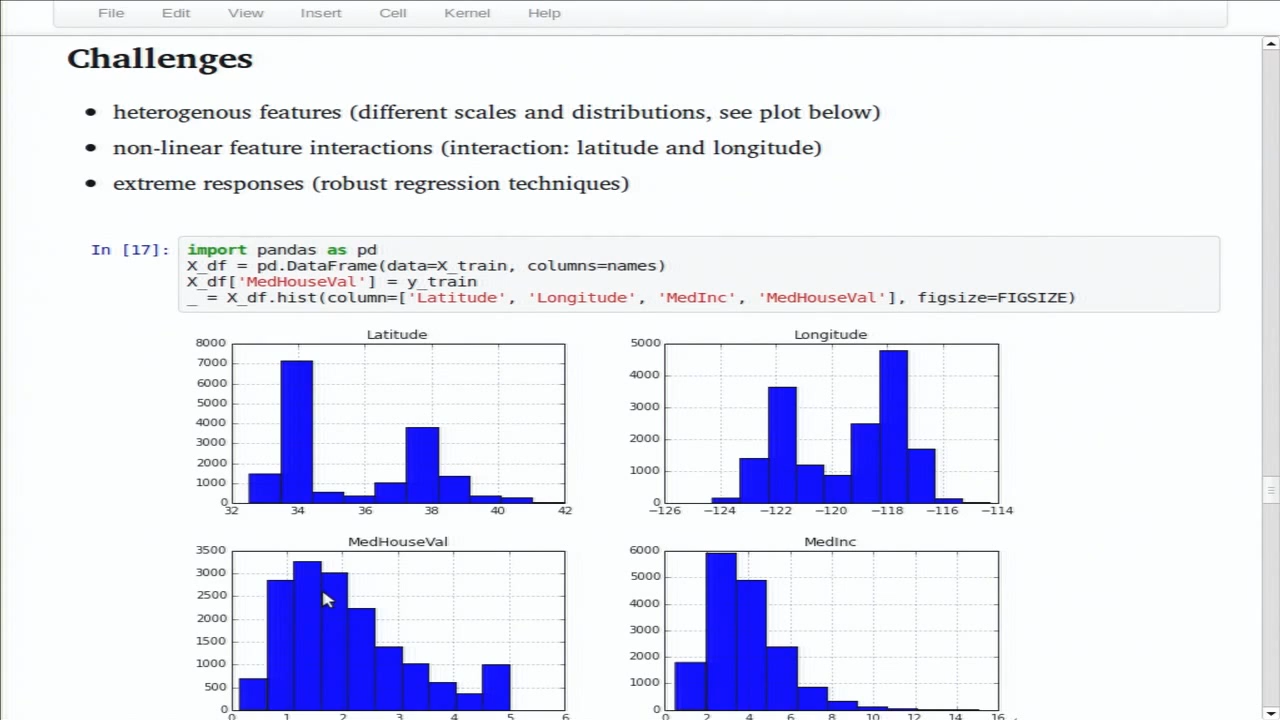 File Edit View Insert Cell Kernel Help
Challenges
• heterogenous features (different scales and distributions, see plot below)
• non-linear feature interactions (interaction: latitude and longitude)
• extreme responses (robust regression techniques)
In [17]: import pandas as pd
X_df = pd.DataFrame(data=X_train, columns=names)
X_df['MedHouseVal'] = y_train
_ = X_df.hist(column=['Latitude', 'Longitude', 'MedInc', 'MedHouseVal'], figsize=FIGSIZE)
Latitude
8000
7000
6000
5000
4000
3000
2000
1000
0
32 34 36 38 40 42
Longitude
5000
4000
3000
2000
1000
0
−126 −124 −122 −120 −118 −116 −114
MedHouseVal
3500
3000
2500
2000
1500
1000
500
0
0 1 2 3 4 5 6
MedInc
6000
5000
4000
3000
2000
1000
0
0 2 4 6 8 10 12 14 16